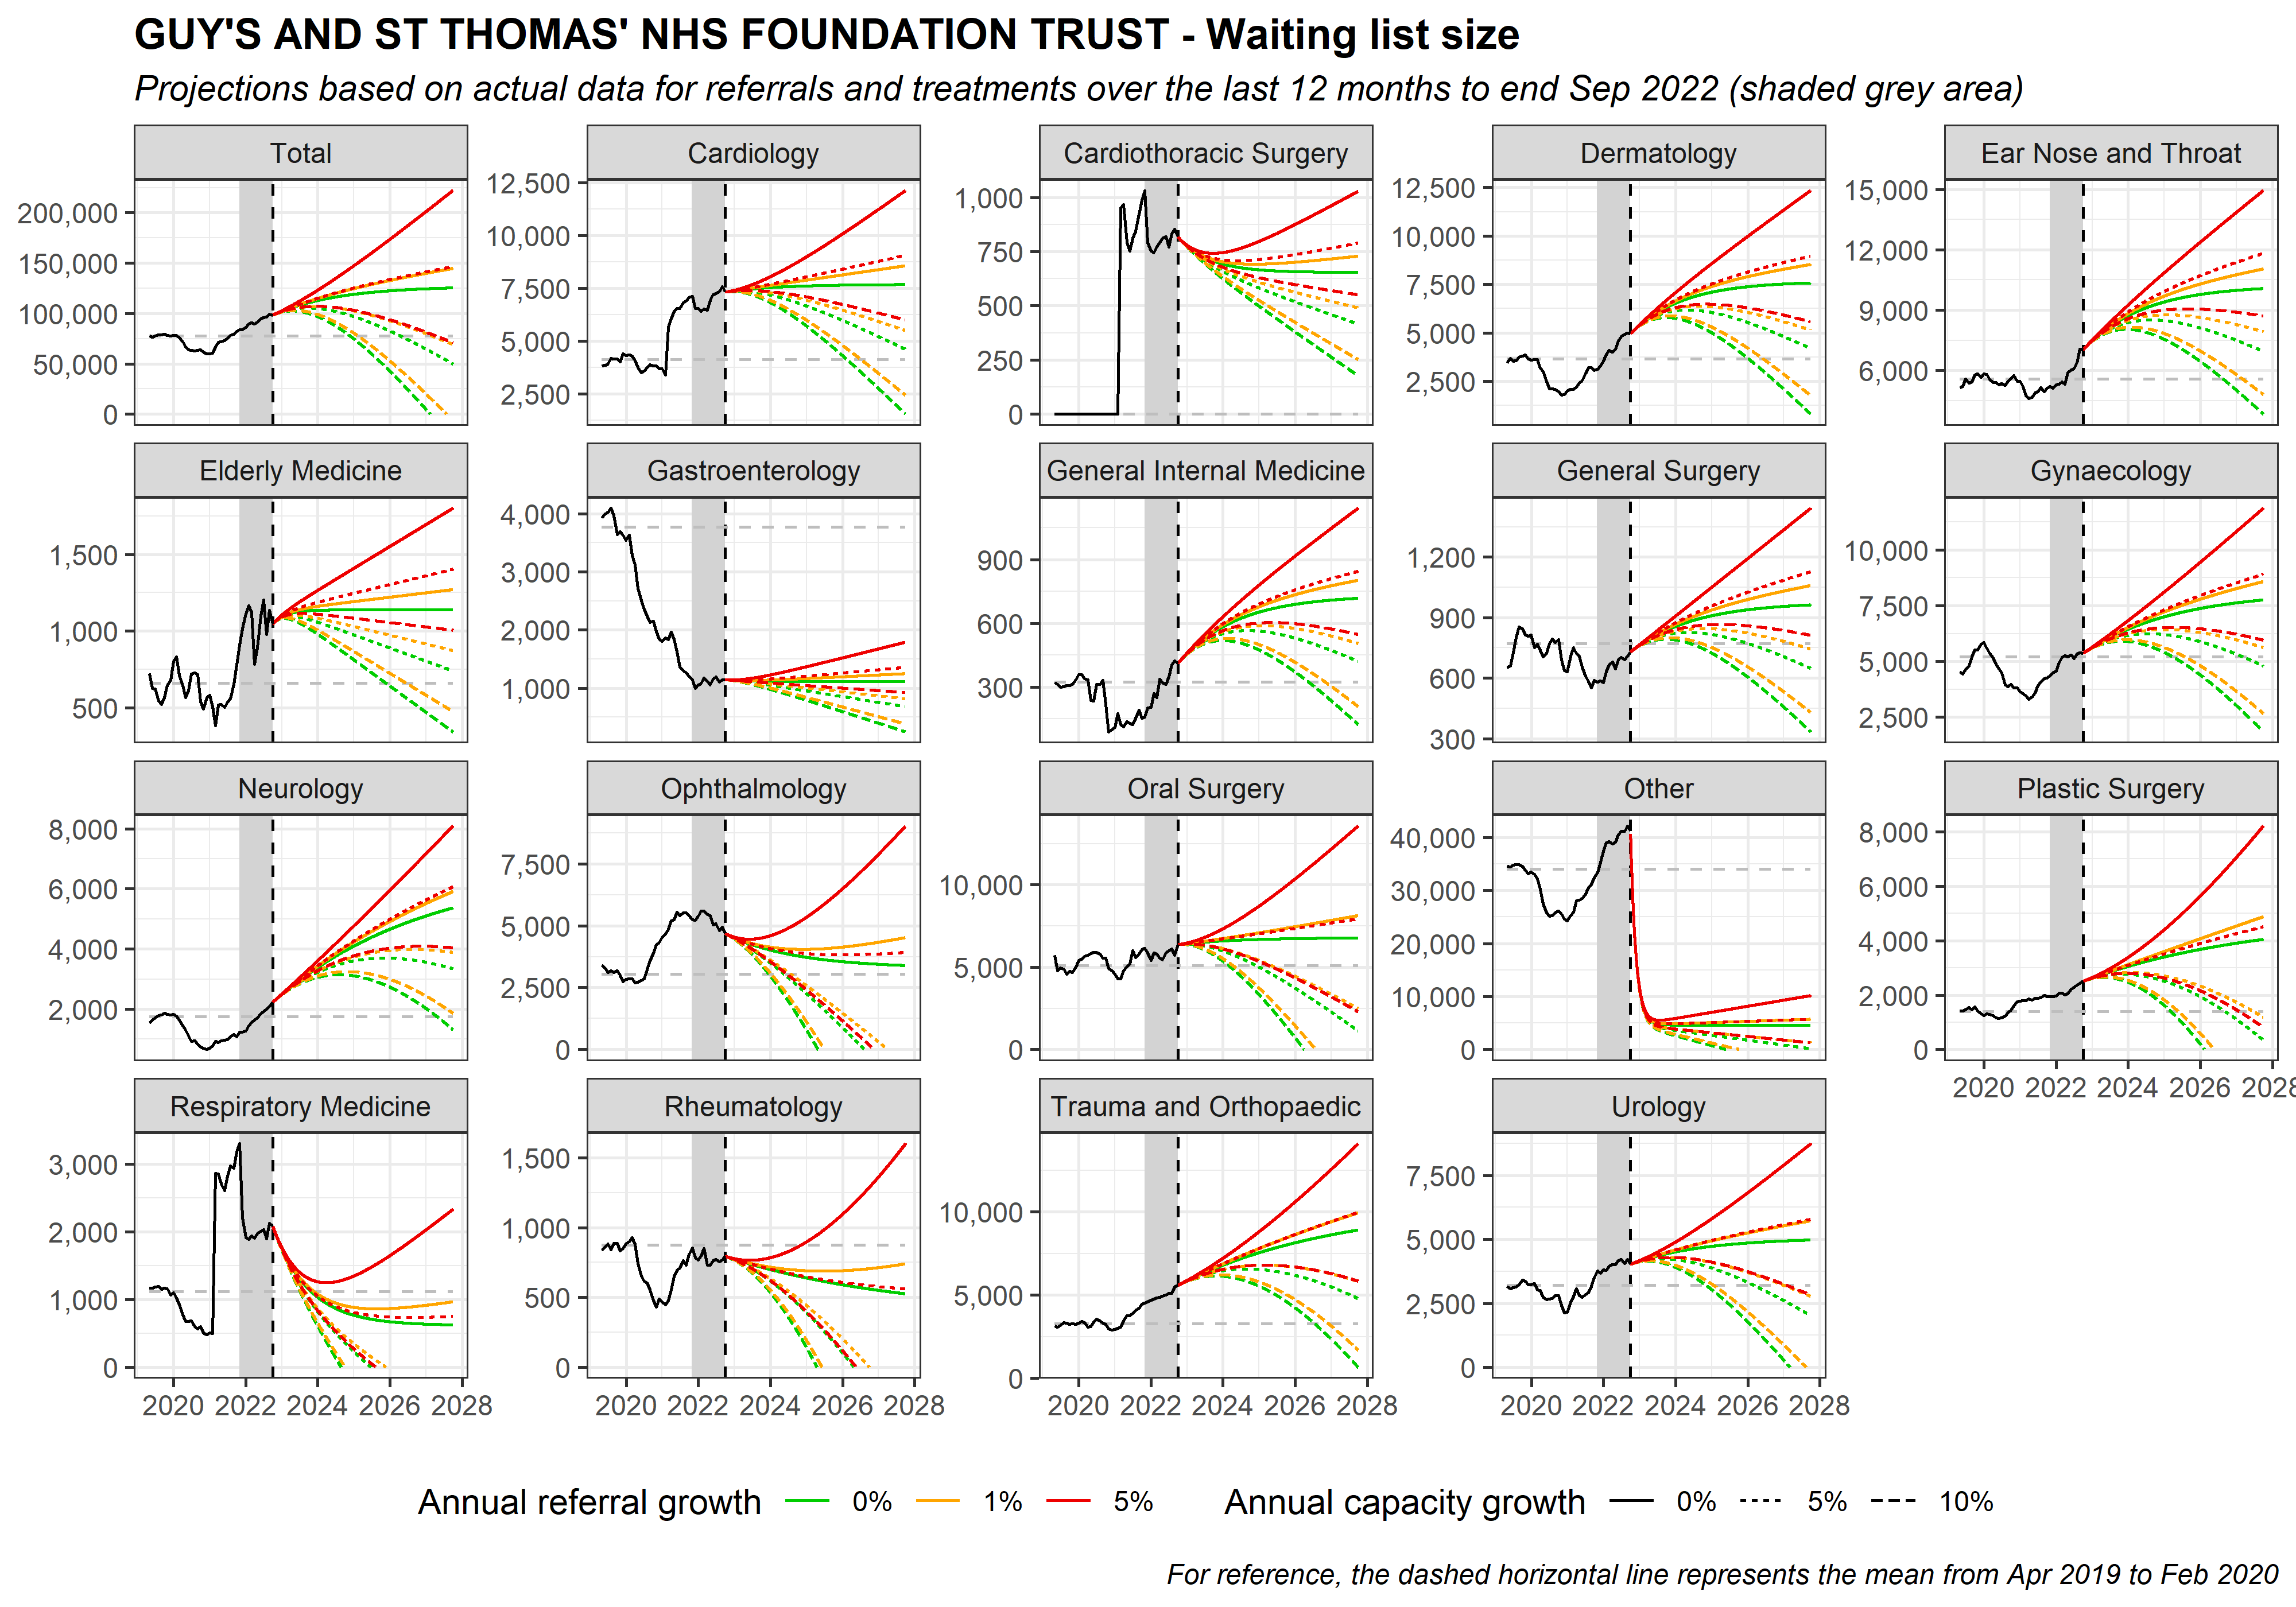 GUY'S AND ST THOMAS' NHS FOUNDATION TRUST - Waiting list size
Projections based on actual data for referrals and treatments over the last 12 months to end Sep 2022 (shaded grey area)
Total
Cardiology
Cardiothoracic Surgery
Dermatology
Ear Nose and Throat
200,000
150,000
100,000
50,000
0
12,500
10,000
7,500
5,000
2,500
1,000
750
500
250
0
12,500
10,000
7,500
5,000
2,500
15,000
12,000
9,000
6,000
Elderly Medicine
Gastroenterology
General Internal Medicine
General Surgery
Gynaecology
1,500
1,000
500
4,000
3,000
2,000
1,000
900
600
300
1,200
900
600
300
10,000
7,500
5,000
2,500
Neurology
Ophthalmology
Oral Surgery
Other
Plastic Surgery
8,000
6,000
4,000
2,000
7,500
5,000
2,500
0
10,000
5,000
0
40,000
30,000
20,000
10,000
0
8,000
6,000
4,000
2,000
0
2020 2022 2024 2026 2028
Respiratory Medicine
Rheumatology
Trauma and Orthopaedic
Urology
3,000
2,000
1,000
0
1,500
1,000
500
0
10,000
5,000
0
7,500
5,000
2,500
0
2020 2022 2024 2026 2028
2020 2022 2024 2026 2028
2020 2022 2024 2026 2028
2020 2022 2024 2026 2028
Annual referral growth 0% 1% 5% Annual capacity growth 0% 5% 10%
For reference, the dashed horizontal line represents the mean from Apr 2019 to Feb 2020